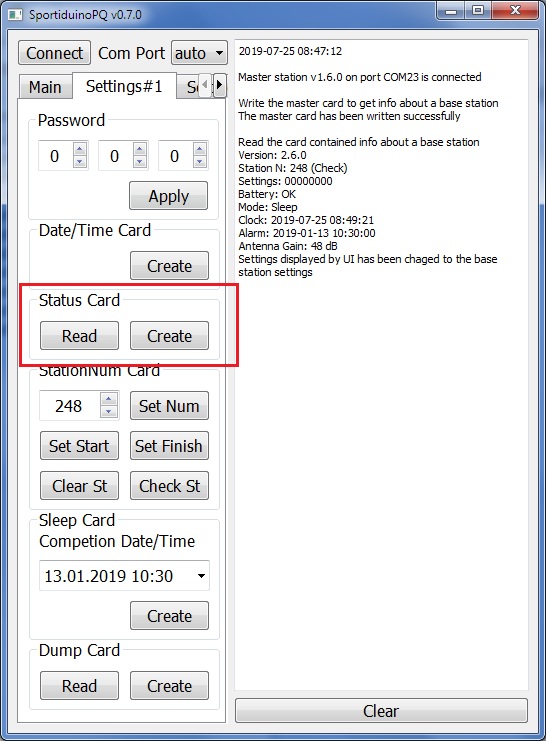 SportiduinoPQ v0.7.0
Connect Com Port auto
Main Settings#1 S
Password
0 0 0
Apply
Date/Time Card
Create
Status Card
Read Create
StationNum Card
248 Set Num
Set Start Set Finish
Clear St Check St
Sleep Card
Competion Date/Time
13.01.2019 10:30
Create
Dump Card
Read Create
2019-07-25 08:47:12
Master station v1.6.0 on port COM23 is connected
Write the master card to get info about a base station
The master card has been written successfully
Read the card contained info about a base station
Version: 2.6.0
Station N: 248 (Check)
Settings: 00000000
Battery: OK
Mode: Sleep
Clock: 2019-07-25 08:49:21
Alarm: 2019-01-13 10:30:00
Antenna Gain: 48 dB
Settings displayed by UI has been chaged to the base
station settings
Clear